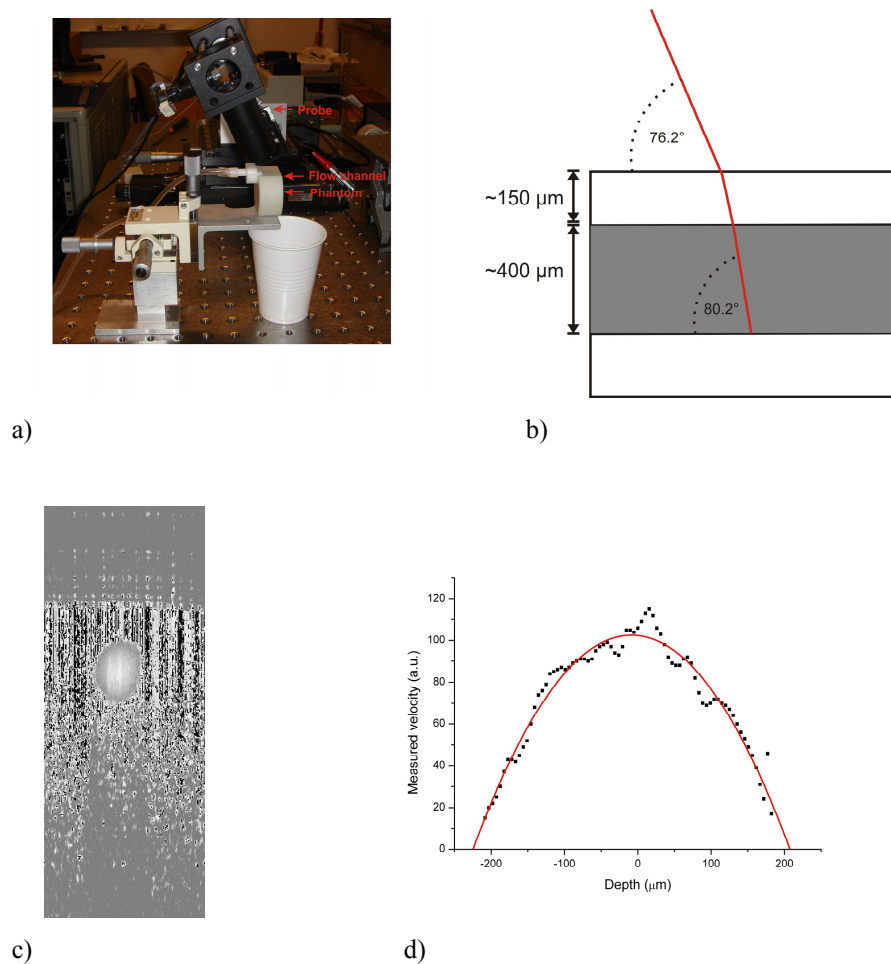 Probe
Flow channel
Phantom
a)
76.2°
~150 µm
~400 µm
80.2°
b)
c)
120
100
80
60
40
20
0
Measured velocity (a.u.)
-200
-100
0
100
200
Depth (µm)
d)